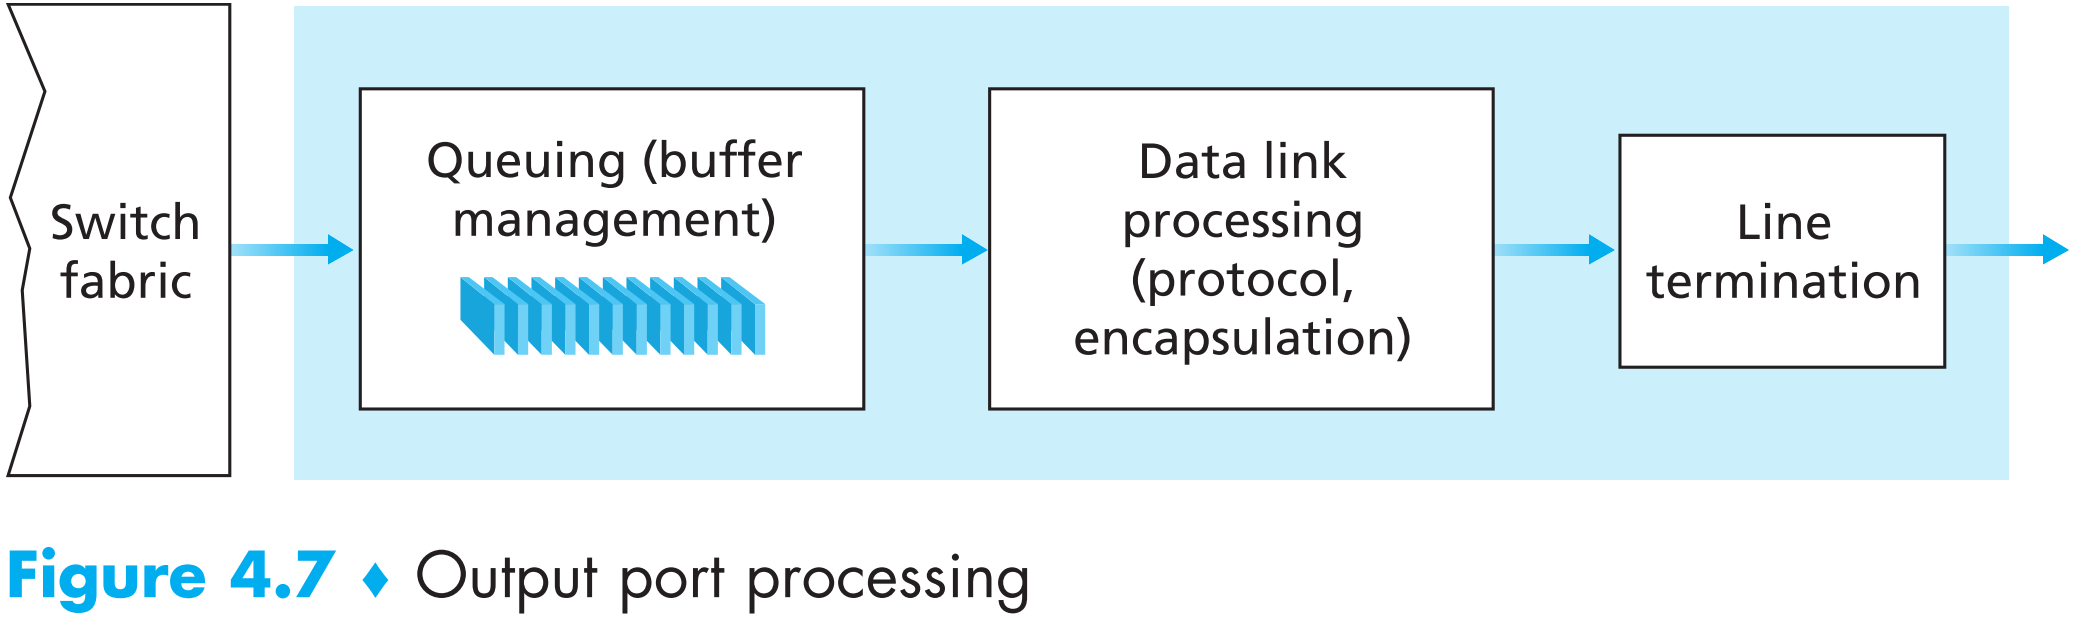 Switch
fabric
Queuing (buffer
management)
Data link
processing
(protocol,
encapsulation)
Line
termination
Figure 4.7 ♦ Output port processing